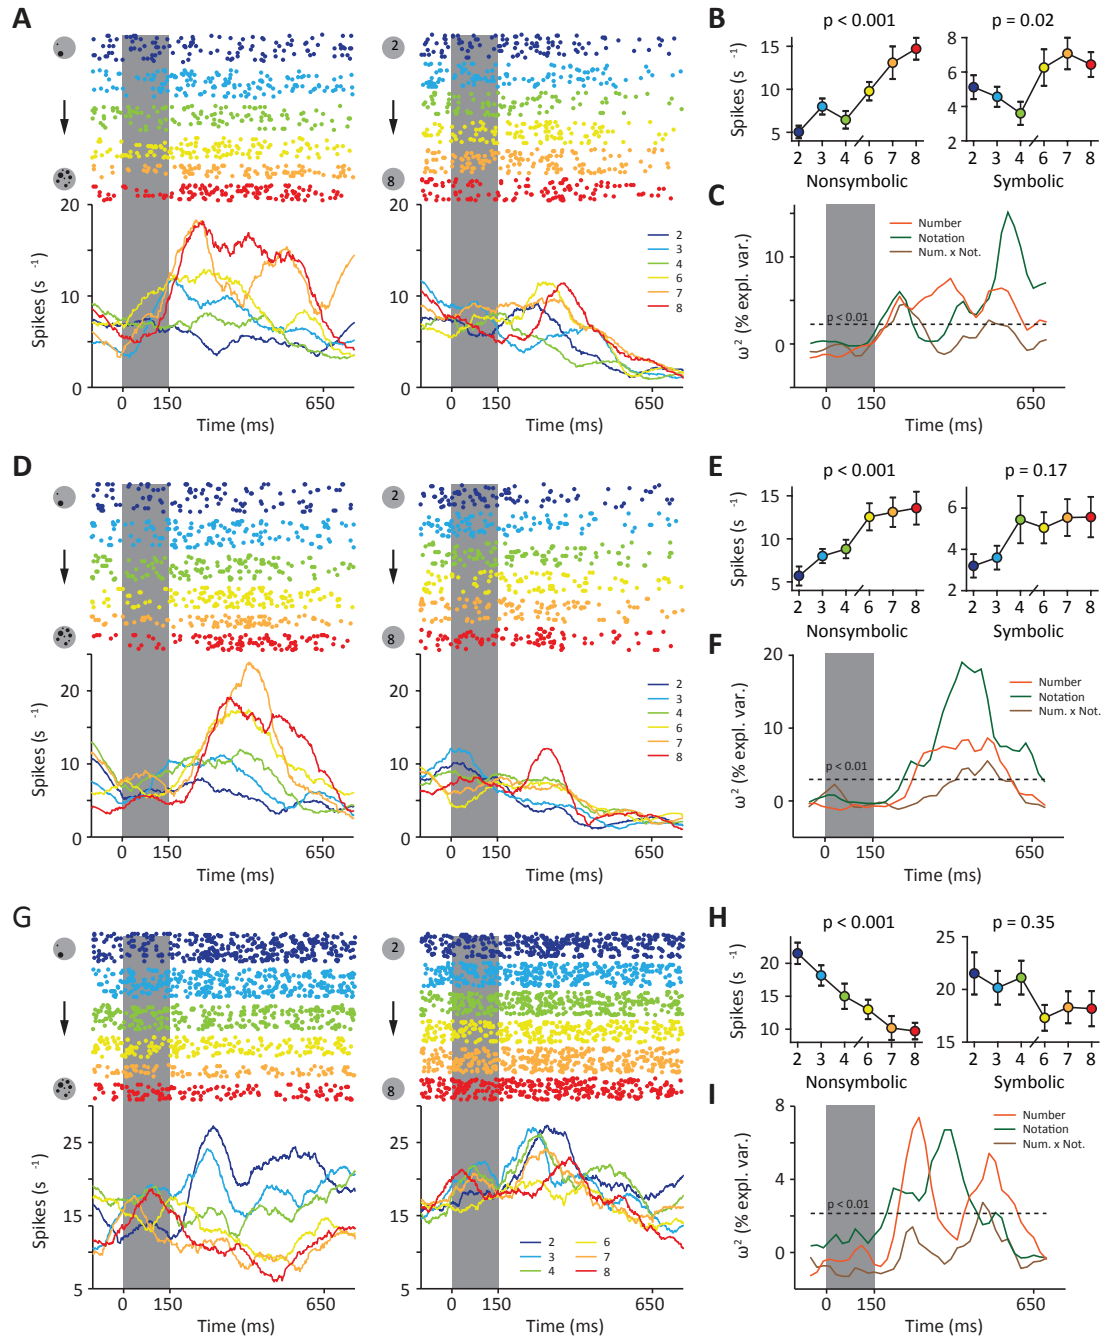 A
2
8
Spikes (s ⁻¹)
20
10
0
0
150
650
Time (ms)
20
10
0
0
150
650
Time (ms)
2
3
4
6
7
8
B
p < 0.001
p = 0.02
Spikes (s ⁻¹)
15
10
5
2 3 4 6 7 8
Nonsymbolic
8
6
4
2
2 3 4 6 7 8
Symbolic
C
ω² (% expl. var.)
10
0
p < 0.01
Number
Notation
Num. x Not.
0
150
650
Time (ms)
D
2
8
Spikes (s ⁻¹)
20
10
0
0
150
650
Time (ms)
20
10
0
0
150
650
Time (ms)
2
3
4
6
7
8
E
p < 0.001
p = 0.17
Spikes (s ⁻¹)
15
10
5
2 3 4 6 7 8
Nonsymbolic
6
4
2
2 3 4 6 7 8
Symbolic
F
ω² (% expl. var.)
20
10
0
p < 0.01
Number
Notation
Num. x Not.
0
150
650
Time (ms)
G
2
8
Spikes (s ⁻¹)
25
15
5
0
150
650
Time (ms)
25
15
5
0
150
650
Time (ms)
2 6
3 7
4 8
H
p < 0.001
p = 0.35
Spikes (s ⁻¹)
20
15
10
2 3 4 6 7 8
Nonsymbolic
25
20
15
2 3 4 6 7 8
Symbolic
I
ω² (% expl. var.)
8
4
0
p < 0.01
Number
Notation
Num. x Not.
0
150
650
Time (ms)